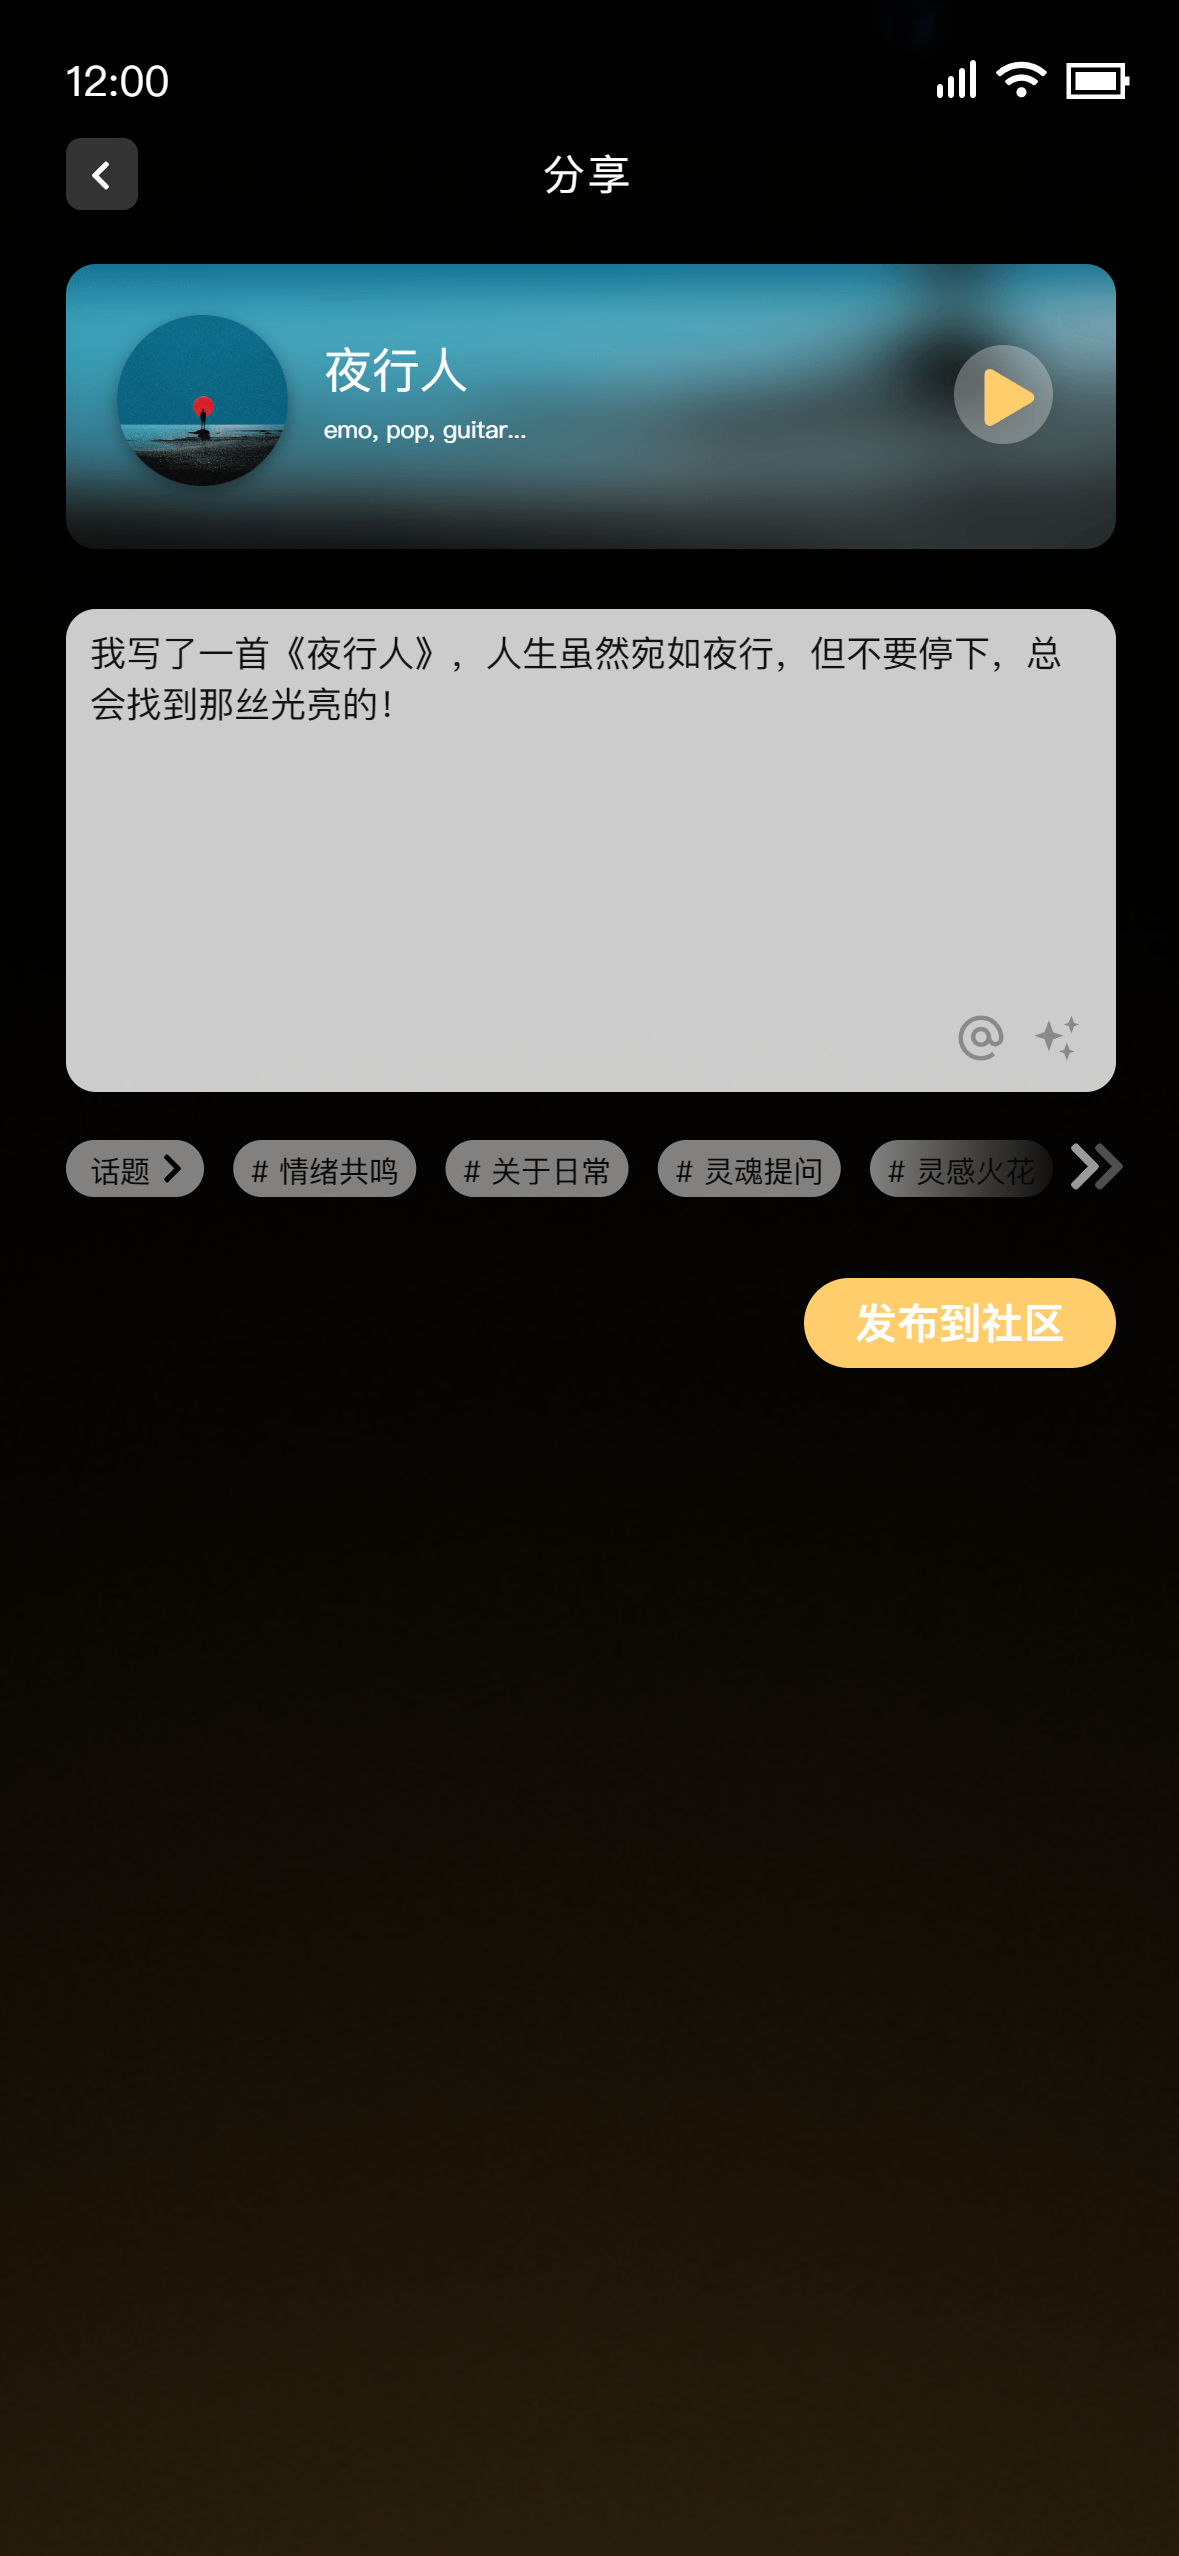 12:00
分享
夜行人
emo, pop, guitar...
我写了一首《夜行人》，人生虽然宛如夜行，但不要停下，总
会找到那丝光亮的！
话题 # 情绪共鸣 # 关于日常 # 灵魂提问 # 灵感火花
发布到社区